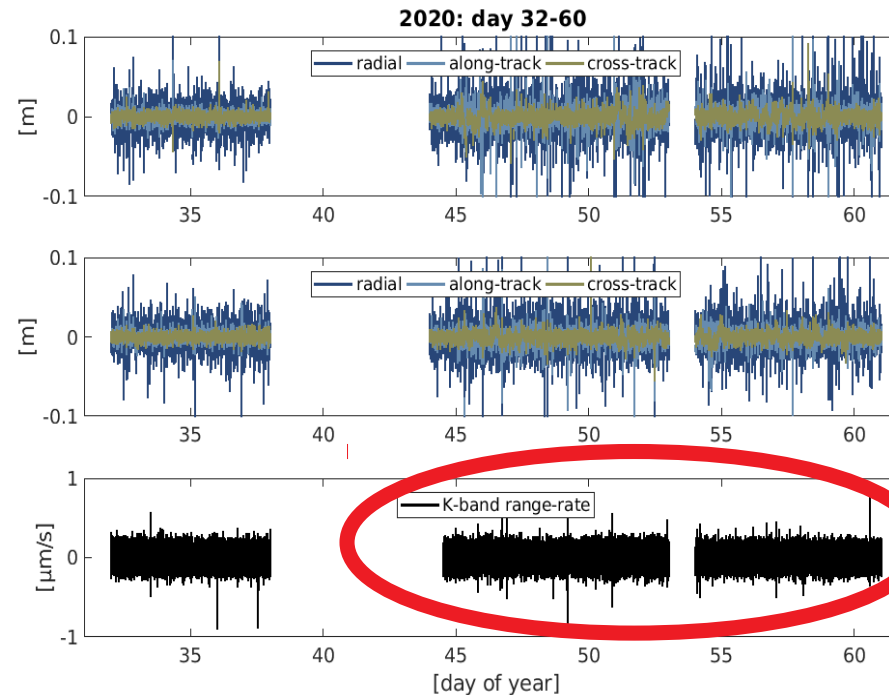 2020: day 32-60
0.1
radial along-track cross-track
[m]
0
-0.1
35 40 45 50 55 60
0.1
radial along-track cross-track
[m]
0
-0.1
35 40 45 50 55 60
1
K-band range-rate
[µm/s]
0
-1
35 40 45 50 55 60
[day of year]